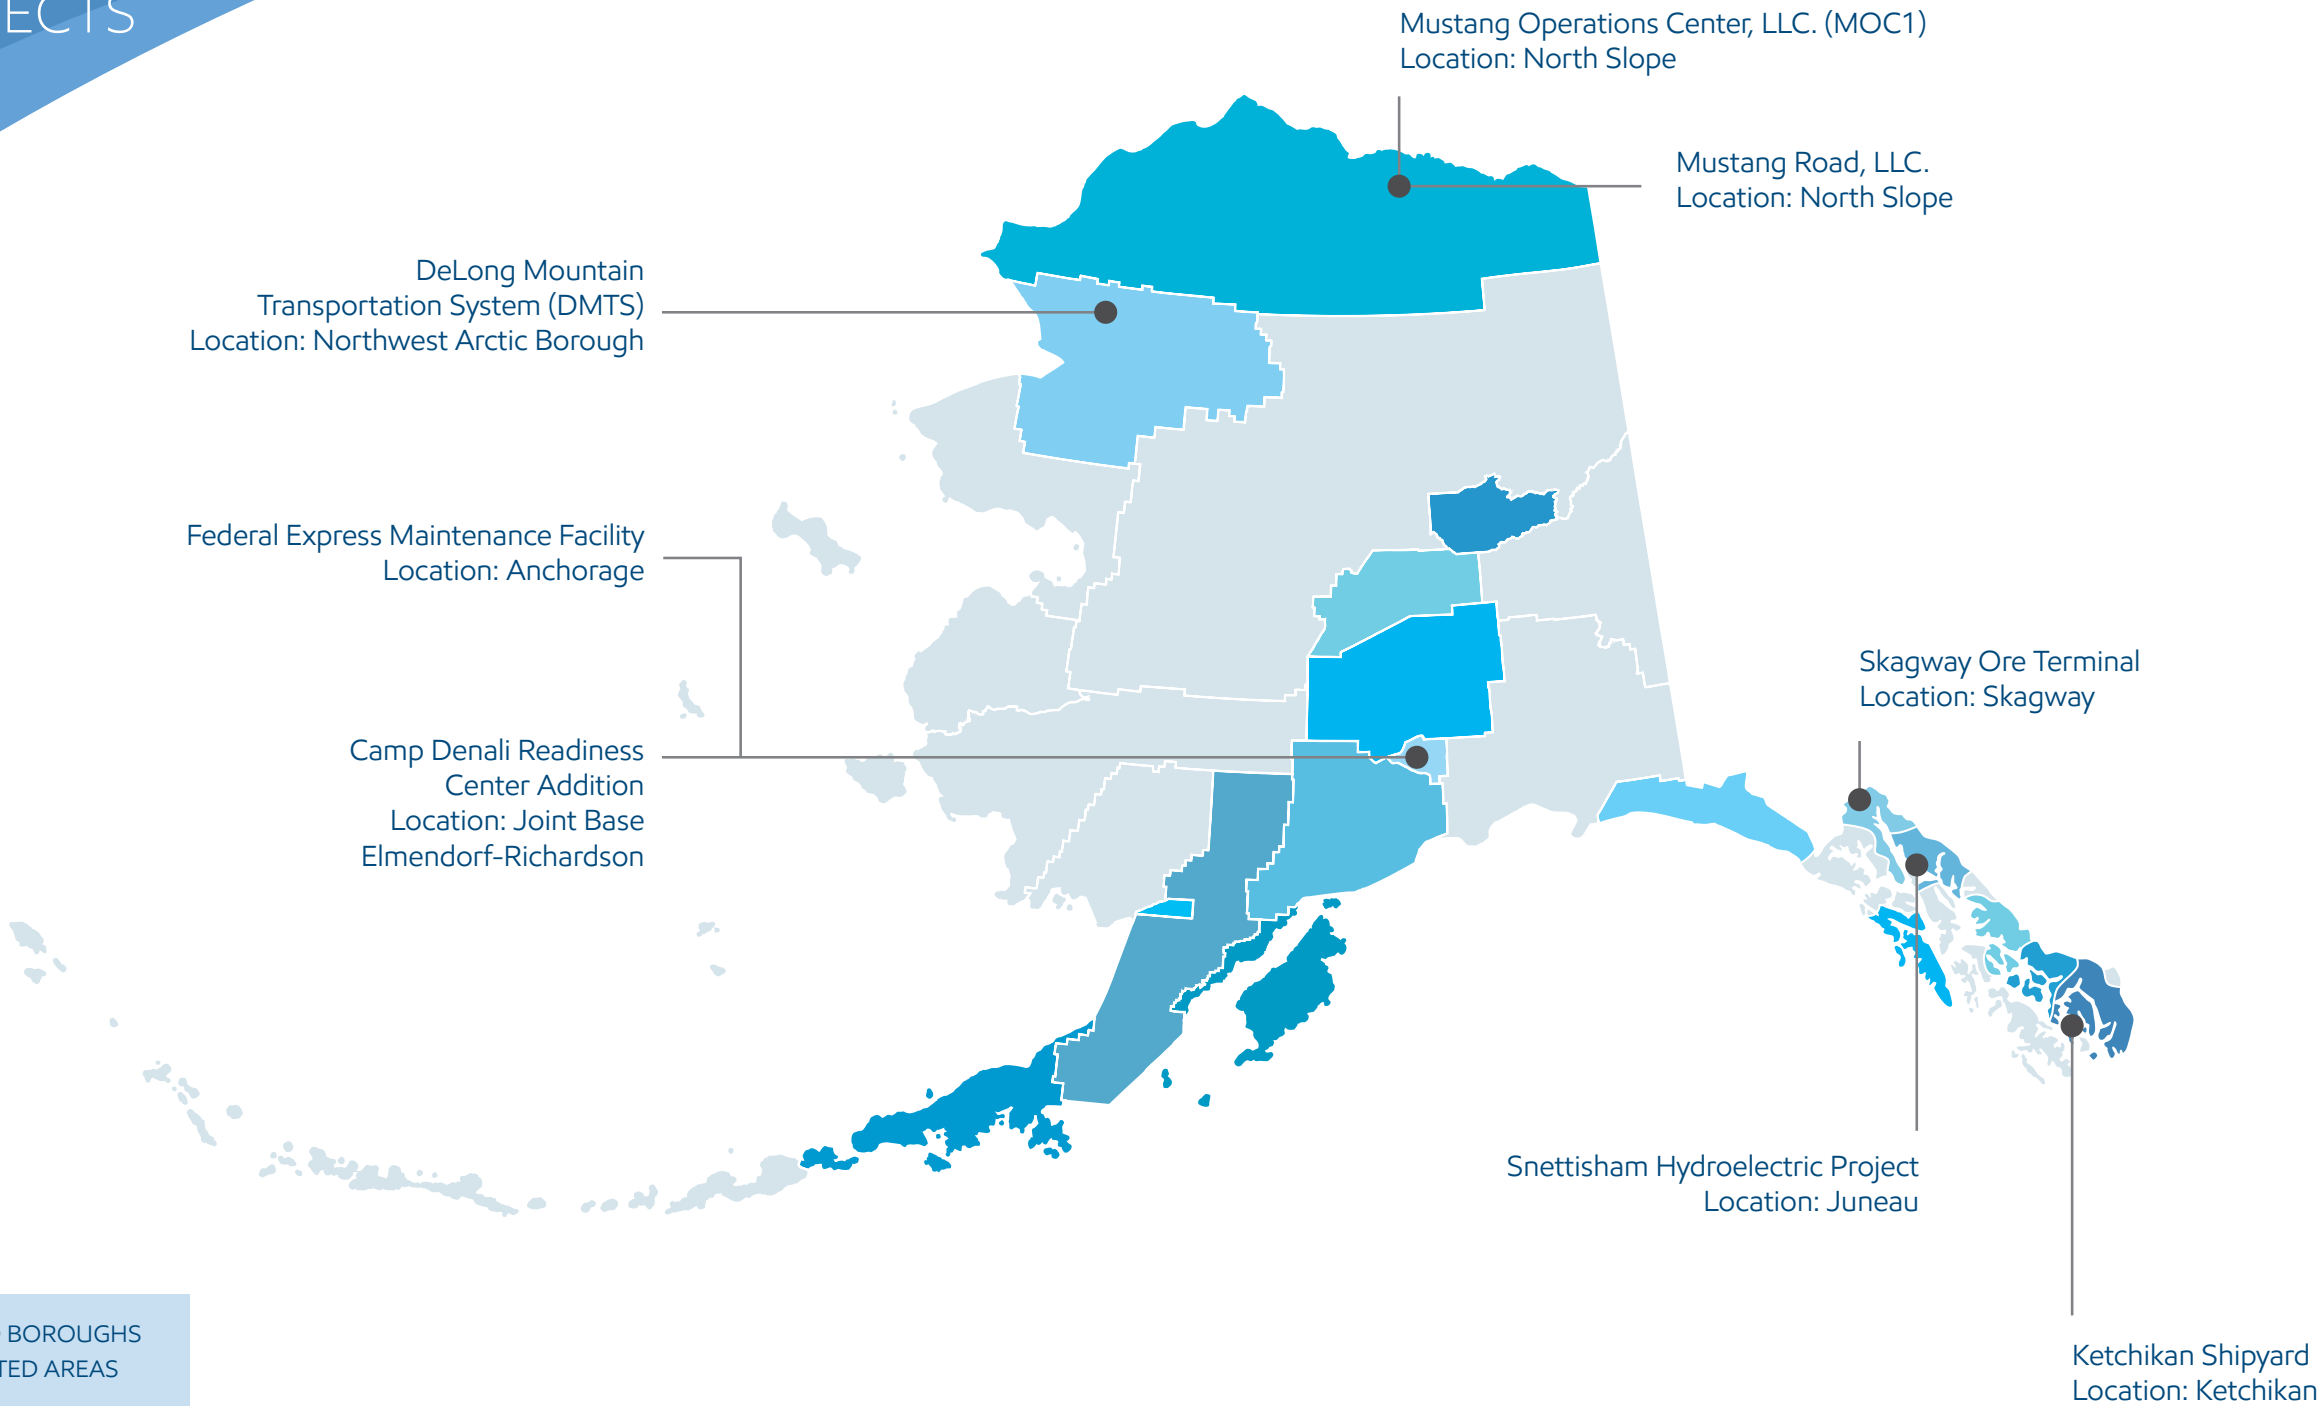 ECTS
Mustang Operations Center, LLC. (MOC1)
Location: North Slope
Mustang Road, LLC.
Location: North Slope
DeLong Mountain
Transportation System (DMTS)
Location: Northwest Arctic Borough
Federal Express Maintenance Facility
Location: Anchorage
Skagway Ore Terminal
Location: Skagway
Camp Denali Readiness
Center Addition
Location: Joint Base
Elmendorf-Richardson
Snettisham Hydroelectric Project
Location: Juneau
BOROUGHS
TED AREAS
Ketchikan Shipyard
Location: Ketchikan